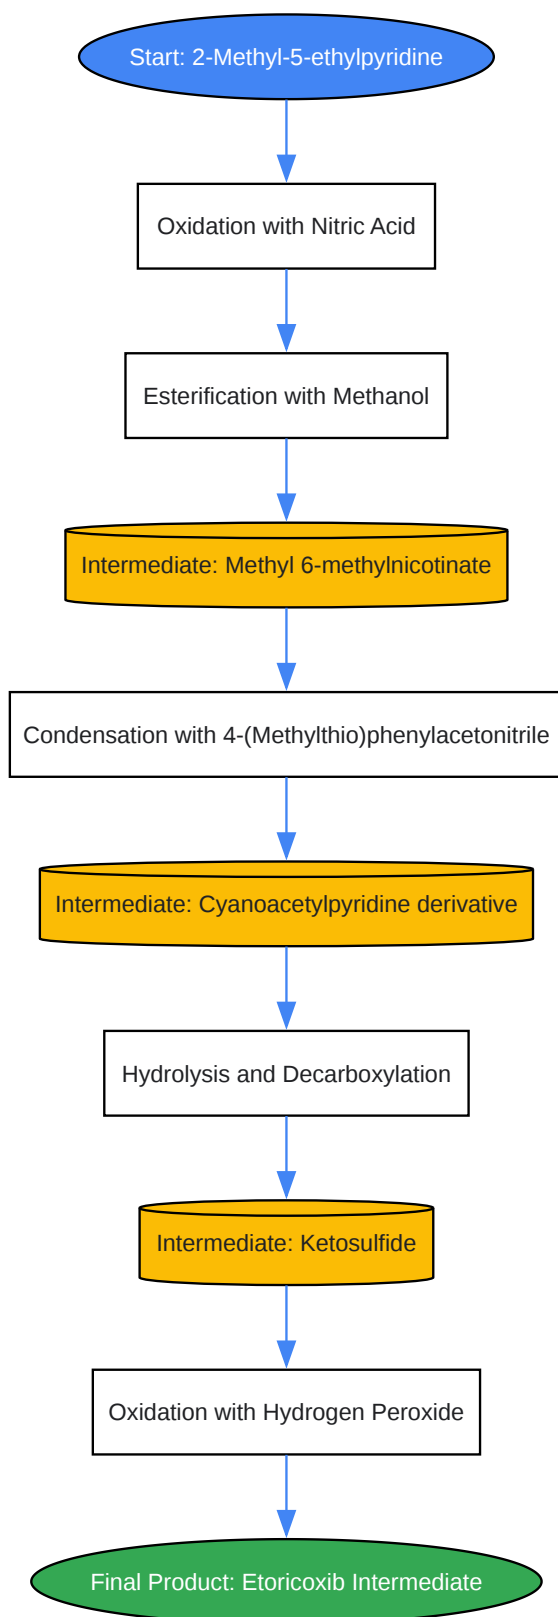 Start: 2-Methyl-5-ethylpyridine
Oxidation with Nitric Acid
Esterification with Methanol
Intermediate: Methyl 6-methylnicotinate
Condensation with 4-(Methylthio)phenylacetonitrile
Intermediate: Cyanoacetylpyridine derivative
Hydrolysis and Decarboxylation
Intermediate: Ketosulfide
Oxidation with Hydrogen Peroxide
Final Product: Etoricoxib Intermediate